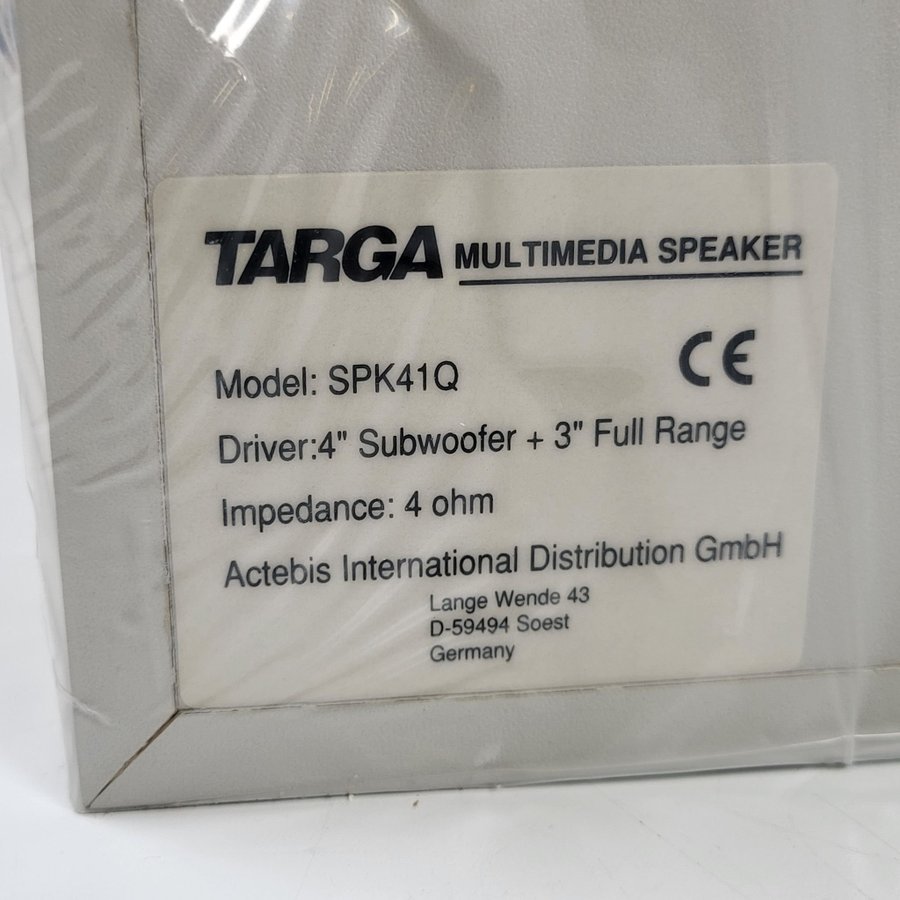 TARGA MULTIMEDIA SPEAKER
CE
Model: SPK41Q
Driver:4" Subwoofer + 3" Full Range
Impedance: 4 ohm
Actebis International Distribution GmbH
Lange Wende 43
D-59494 Soest
Germany